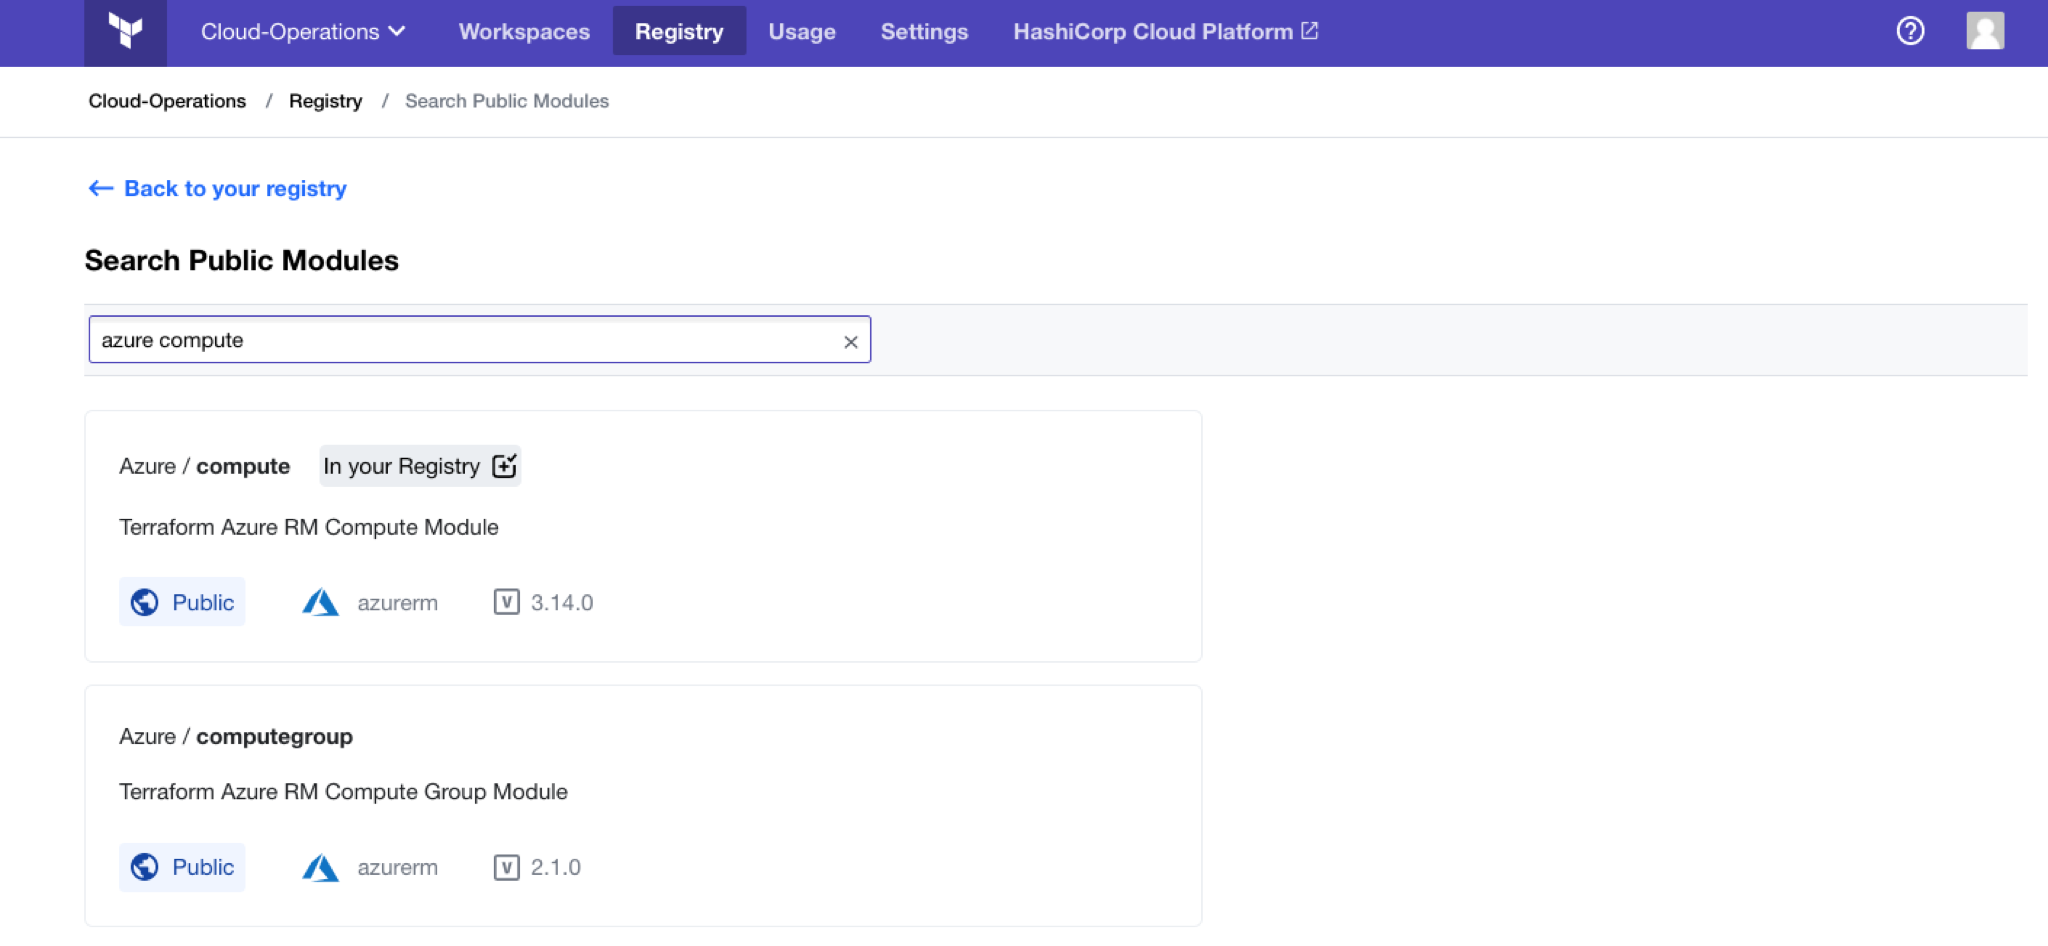 Cloud-Operations Workspaces Registry Usage Settings HashiCorp Cloud Platform
Cloud-Operations / Registry / Search Public Modules
← Back to your registry
Search Public Modules
azure compute
Azure / compute In your Registry
Terraform Azure RM Compute Module
Public azurerm V 3.14.0
Azure / computegroup
Terraform Azure RM Compute Group Module
Public azurerm V 2.1.0